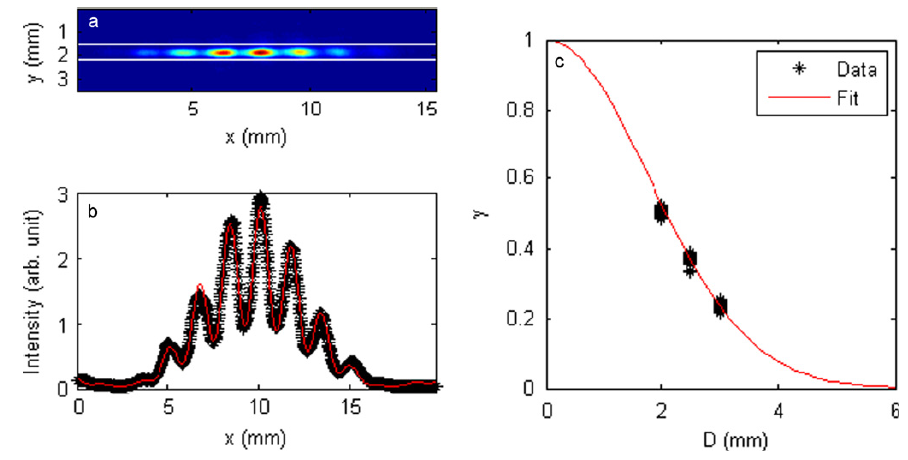 a
y (mm)
1
2
3
5
10
15
x (mm)
b
Intensity (arb. unit)
3
2
1
0
0
5
10
15
x (mm)
c
Data
Fit
γ
1
0.8
0.6
0.4
0.2
0
0
2
4
6
D (mm)